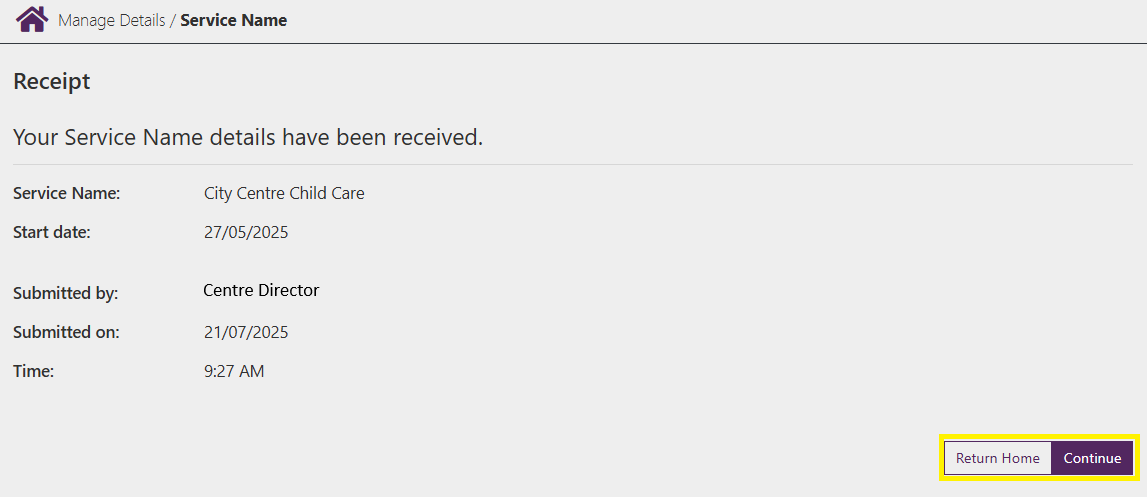 Manage Details / Service Name
Receipt
Your Service Name details have been received.
Service Name: City Centre Child Care
Start date: 27/05/2025
Submitted by: Centre Director
Submitted on: 21/07/2025
Time: 9:27 AM
Return Home Continue